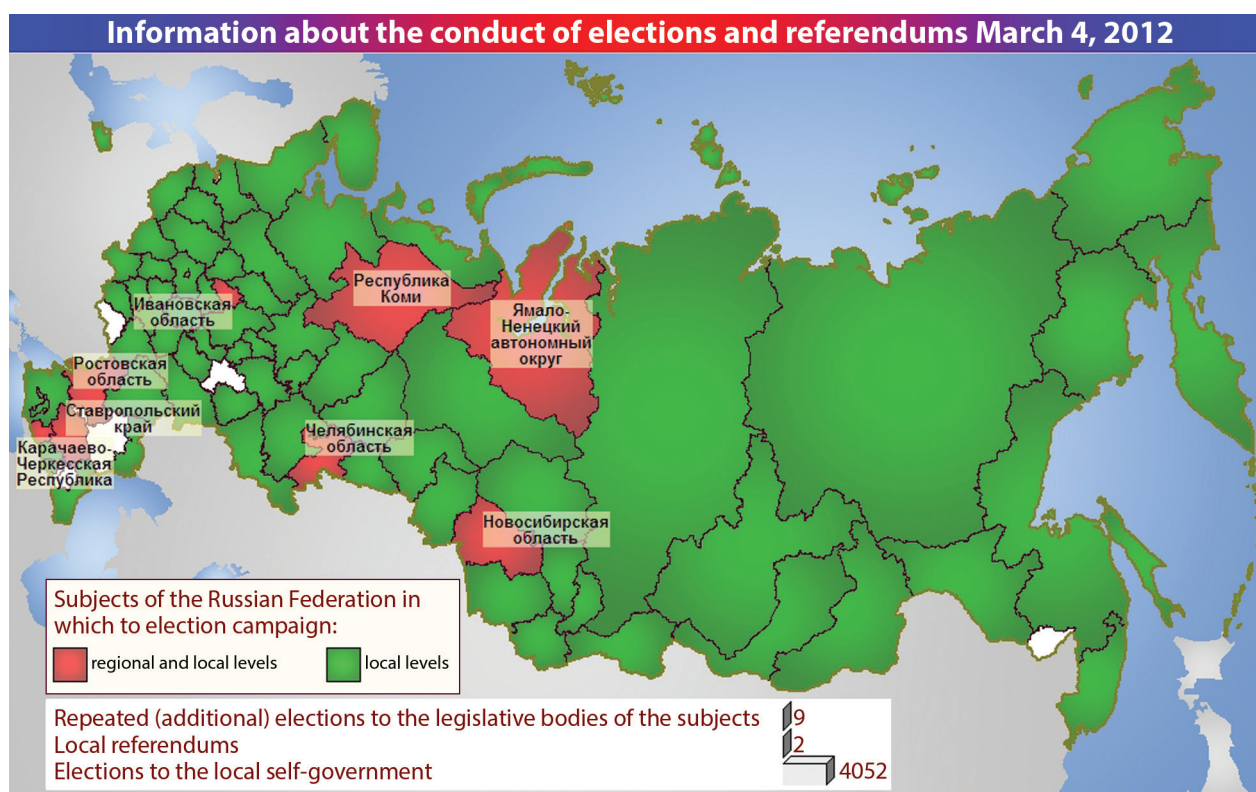 Information about the conduct of elections and referendums March 4, 2012
Республика
Коми
Ивановская
область
Ямало-
Ненецкий
автономный
округ
Ростовская
область
Ставропольский
край
Челябинская
область
Карачаево-
Черкесская
Республика
Новосибирская
область
Subjects of the Russian Federation in
which to election campaign:
regional and local levels
local levels
Repeated (additional) elections to the legislative bodies of the subjects 9
Local referendums 2
Elections to the local self-government 4052